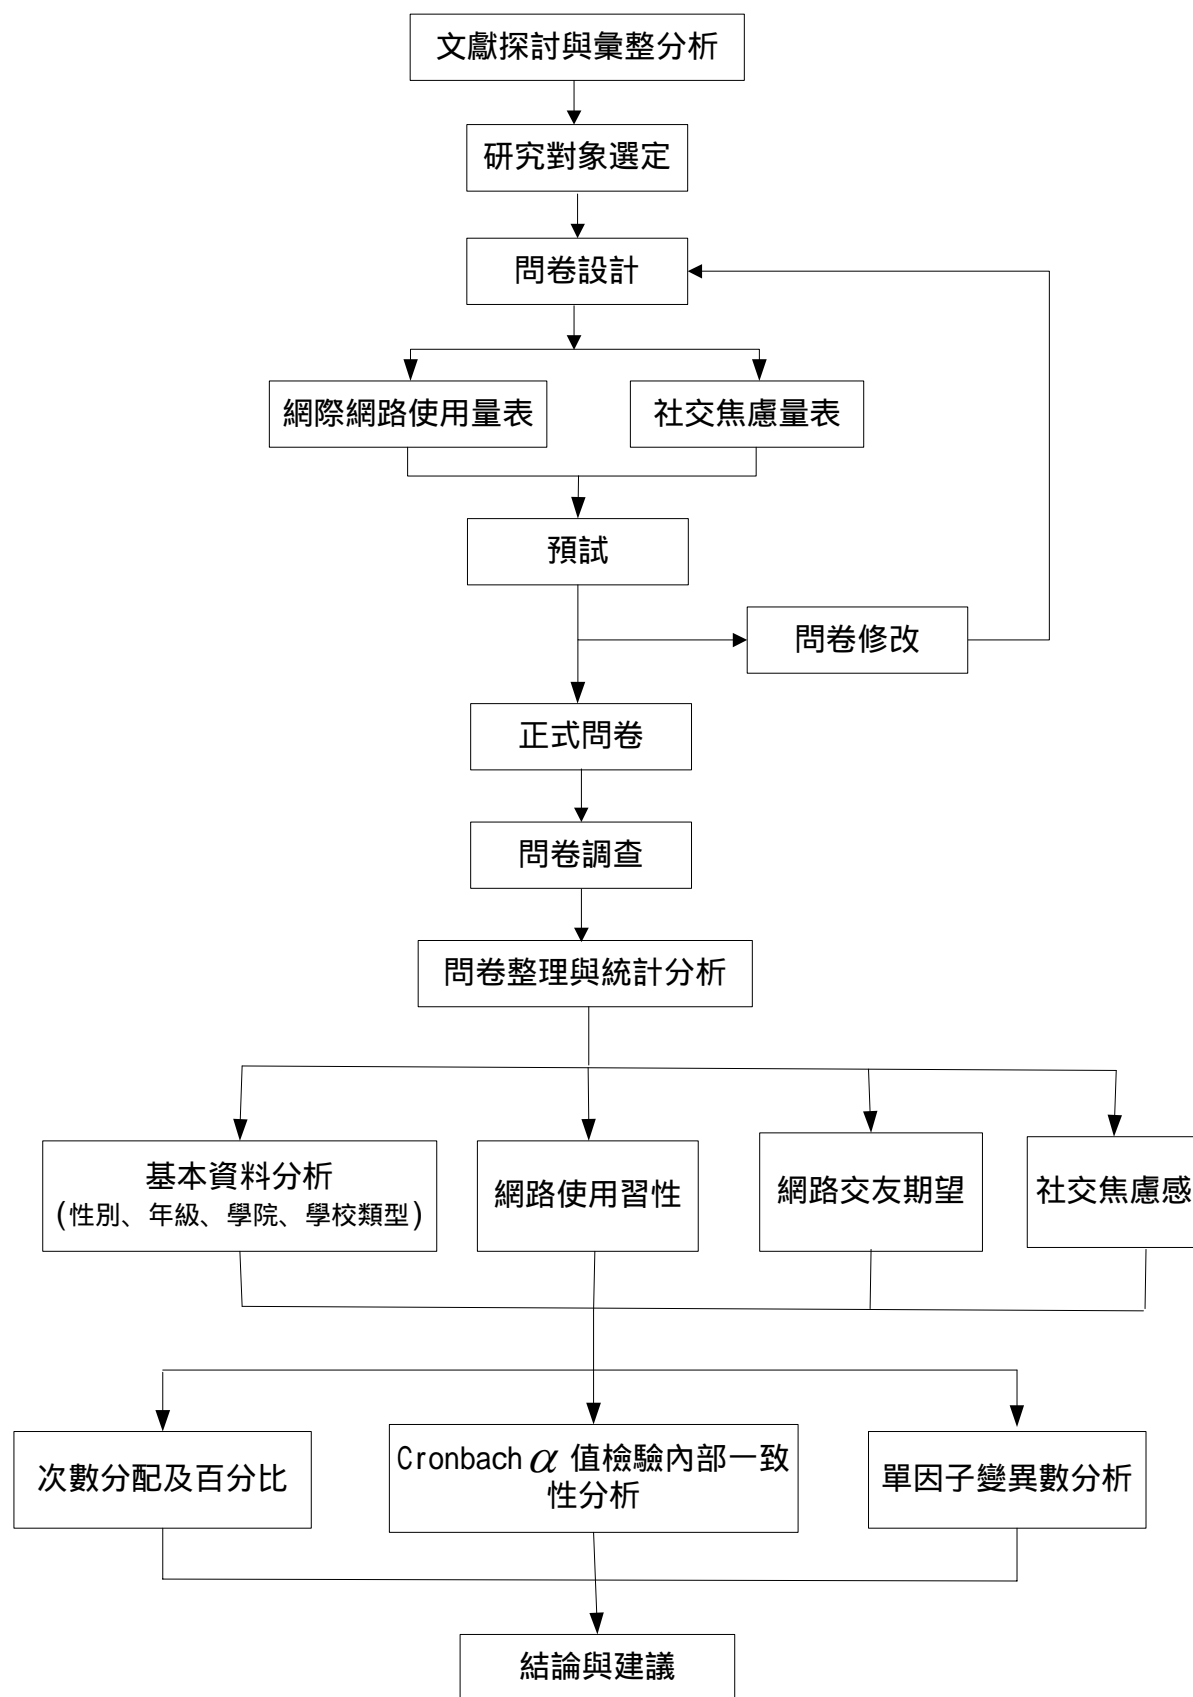 文獻探討與彙整分析
研究對象選定
問卷設計
網際網路使用量表
社交焦慮量表
預試
問卷修改
正式問卷
問卷調查
問卷整理與統計分析
基本資料分析
(性別、年級、學院、學校類型)
網路使用習性
網路交友期望
社交焦慮感
次數分配及百分比
Cronbach α 值檢驗內部一致
性分析
單因子變異數分析
結論與建議